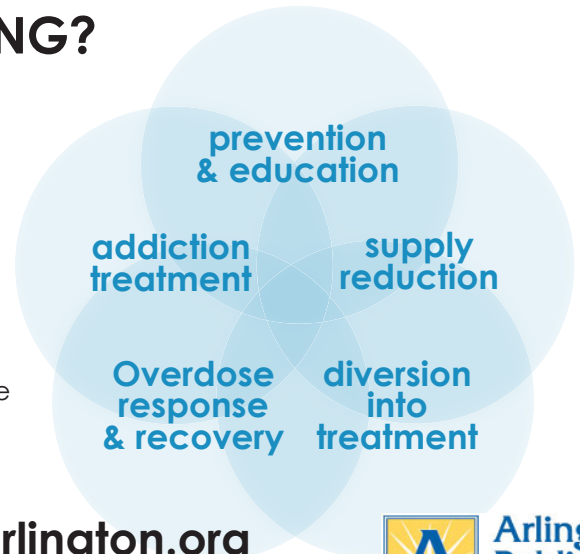 NG?
prevention
& education
addiction
treatment
supply
reduction
e
Overdose
response
& recovery
diversion
into
treatment
rlington.org
Arling